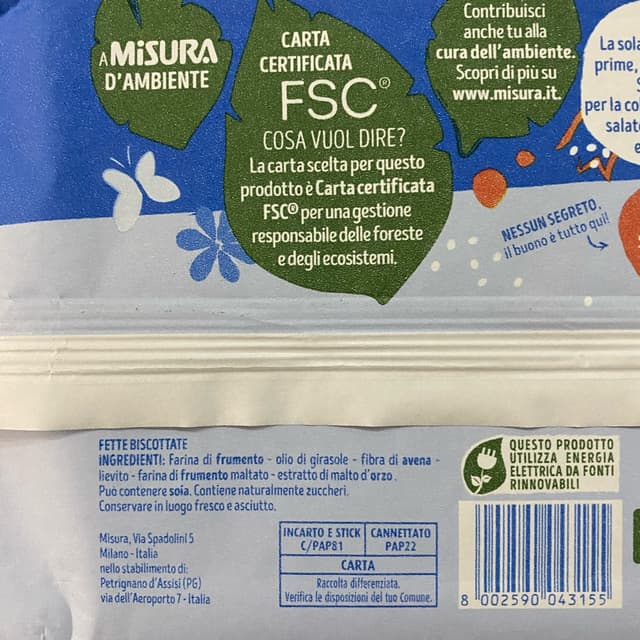 A MiSURA
D'AMBIENTE
CARTA
CERTIFICATA
FSC®
COSA VUOL DIRE?
La carta scelta per questo
prodotto è Carta certificata
FSC® per una gestione
responsabile delle foreste
e degli ecosistemi.
Contribuisci
anche tu alla
cura dell'ambiente.
Scopri di più su
www.misura.it.
La sola
prime,
per la
salato
NESSUN SEGRETO,
il buono è tutto qui!
FETTE BISCOTTATE
INGREDIENTI: Farina di frumento - olio di girasole - fibra di avena -
lievito - farina di frumento maltato - estratto di malto d'orzo.
Può contenere soia. Contiene naturalmente zuccheri.
Conservare in luogo fresco e asciutto.
Misura, Via Spadolini 5
Milano - Italia
nello stabilimento di:
Petrignano d'Assisi (PG)
via dell'Aeroporto 7 - Italia
INCARTO E STICK
C/PAP81
CANNETTATO
PAP22
CARTA
Raccolta differenziata.
Verifica le disposizioni del tuo Comune.
QUESTO PRODOTTO
UTILIZZA ENERGIA
ELETTRICA DA FONTI
RINNOVABILI
8 002590 043155